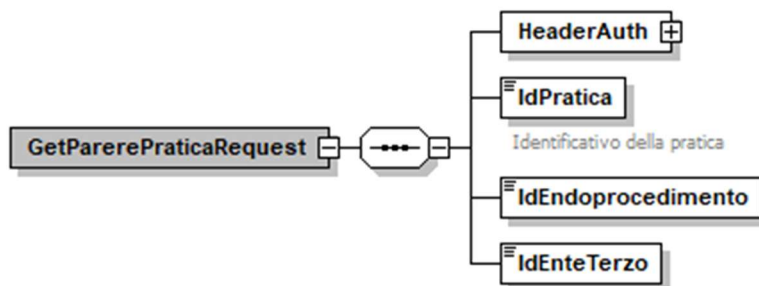 HeaderAuth
IdPratica
Identificativo della pratica
GetParerePraticaRequest
IdEndoprocedimento
IdEnteTerzo